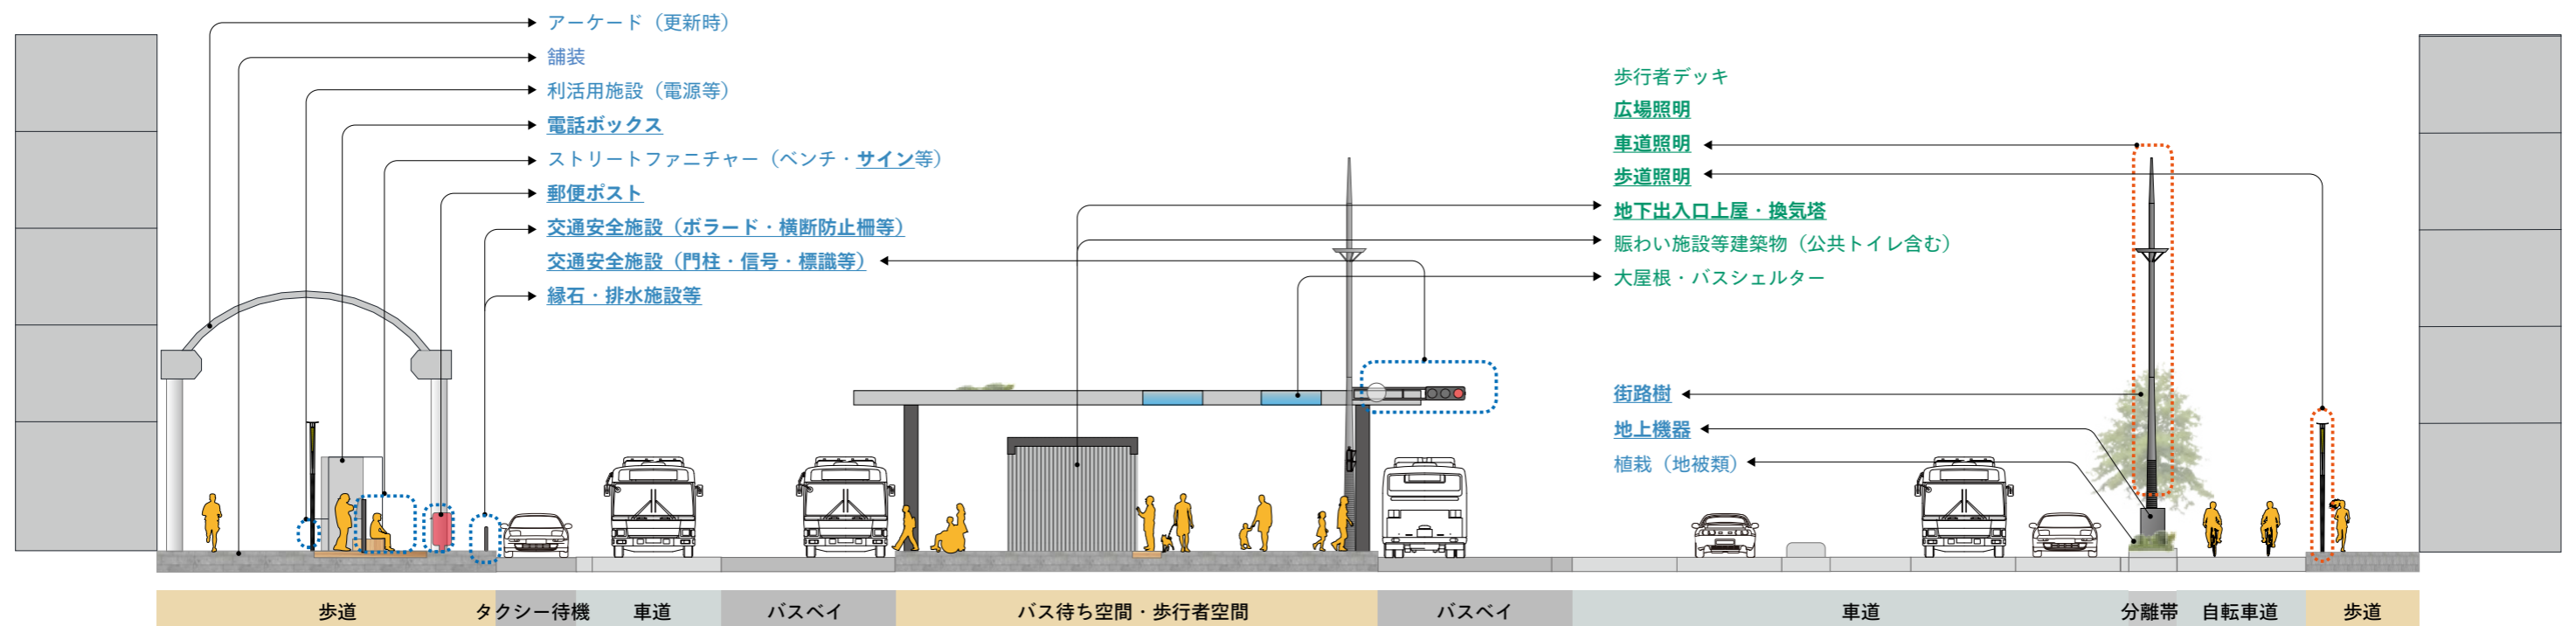 アーケード（更新時）
舗装
利活用施設（電源等）
電話ボックス
ストリートファニチャー（ベンチ・サイン等）
郵便ポスト
交通安全施設（ボラード・横断防止柵等）
交通安全施設（門柱・信号・標識等）
縁石・排水施設等
歩行者デッキ
広場照明
車道照明
歩道照明
地下出入口上屋・換気塔
賑わい施設等建築物（公共トイレ含む）
大屋根・バスシェルター
街路樹
地上機器
植栽（地被類）
歩道
タクシー待機
車道
バスベイ
バス待ち空間・歩行者空間
バスベイ
車道
分離帯
自転車道
歩道